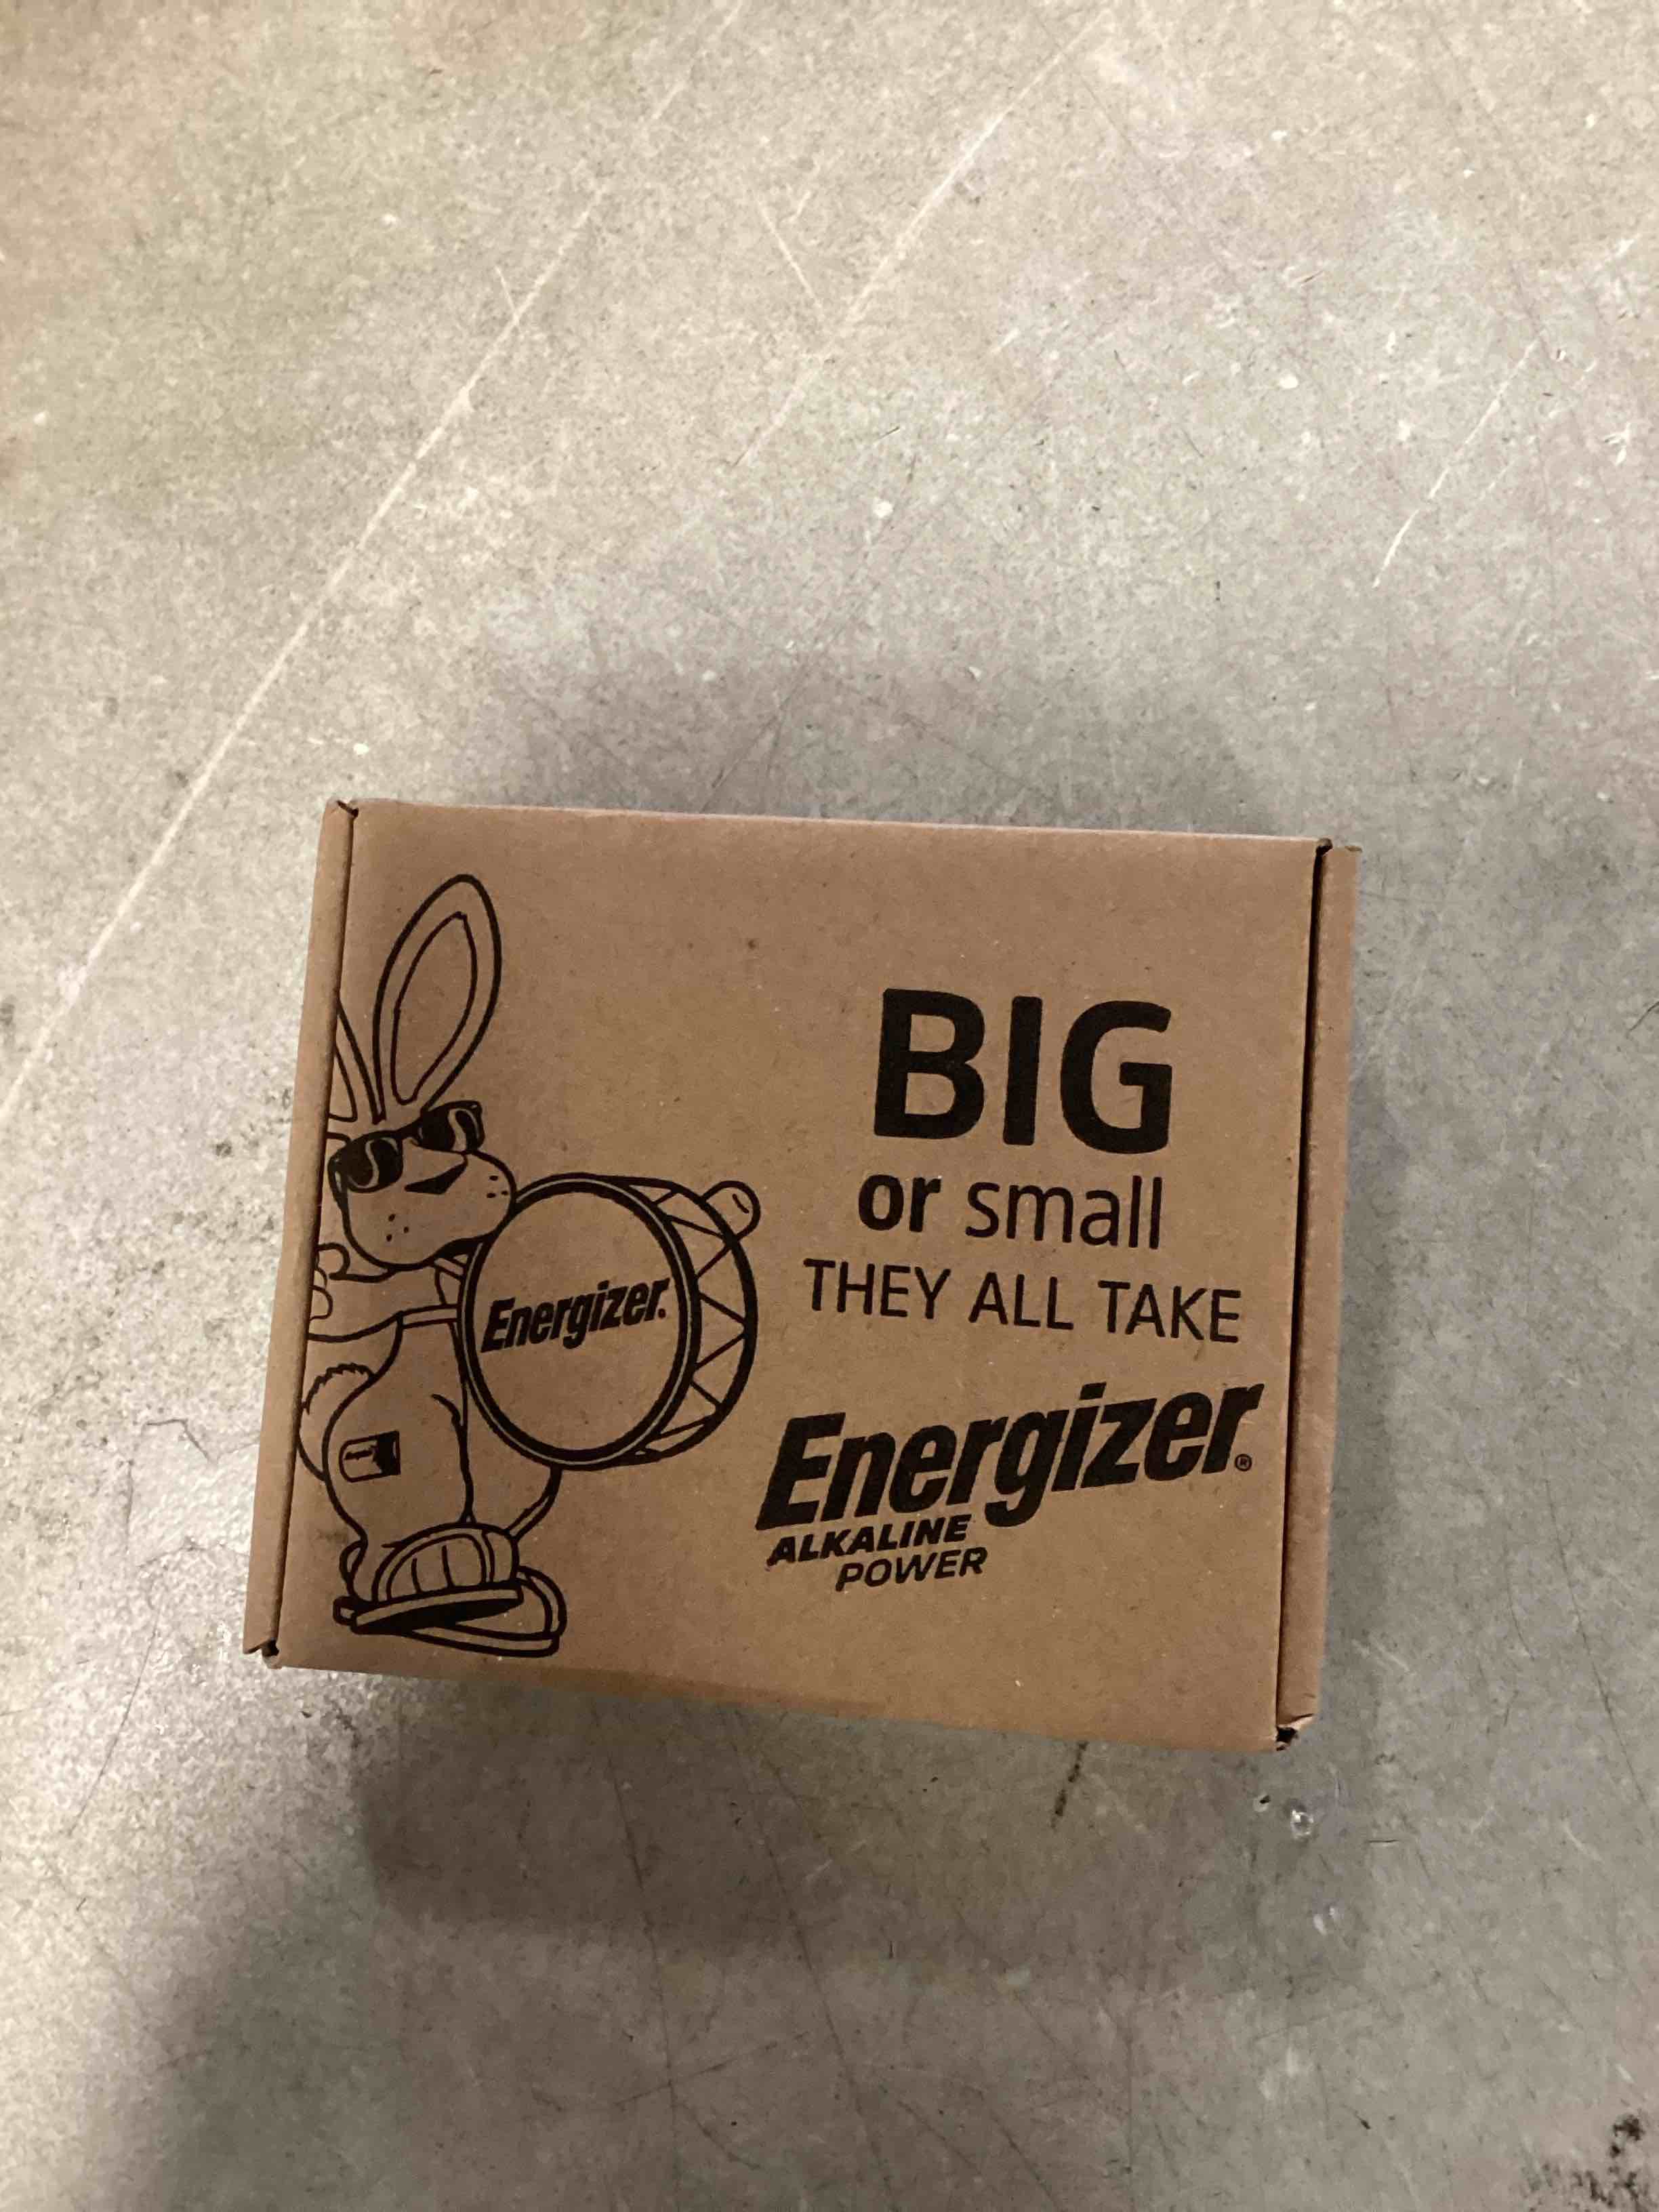 BIG
or small
THEY ALL TAKE
Energizer.
Energizer®
ALKALINE
POWER